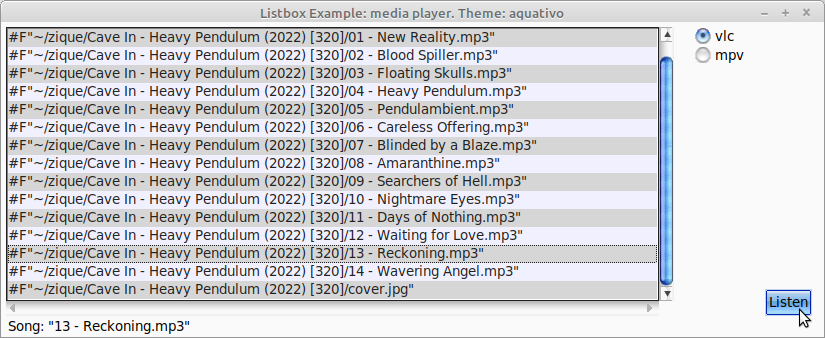 Listbox Example: media player. Theme: aquativo
#F"~/zique/Cave In - Heavy Pendulum (2022) [320]/01 - New Reality.mp3"
#F"~/zique/Cave In - Heavy Pendulum (2022) [320]/02 - Blood Spiller.mp3"
#F"~/zique/Cave In - Heavy Pendulum (2022) [320]/03 - Floating Skulls.mp3"
#F"~/zique/Cave In - Heavy Pendulum (2022) [320]/04 - Heavy Pendulum.mp3"
#F"~/zique/Cave In - Heavy Pendulum (2022) [320]/05 - Pendulambient.mp3"
#F"~/zique/Cave In - Heavy Pendulum (2022) [320]/06 - Careless Offering.mp3"
#F"~/zique/Cave In - Heavy Pendulum (2022) [320]/07 - Blinded by a Blaze.mp3"
#F"~/zique/Cave In - Heavy Pendulum (2022) [320]/08 - Amaranthine.mp3"
#F"~/zique/Cave In - Heavy Pendulum (2022) [320]/09 - Searchers of Hell.mp3"
#F"~/zique/Cave In - Heavy Pendulum (2022) [320]/10 - Nightmare Eyes.mp3"
#F"~/zique/Cave In - Heavy Pendulum (2022) [320]/11 - Days of Nothing.mp3"
#F"~/zique/Cave In - Heavy Pendulum (2022) [320]/12 - Waiting for Love.mp3"
#F"~/zique/Cave In - Heavy Pendulum (2022) [320]/13 - Reckoning.mp3"
#F"~/zique/Cave In - Heavy Pendulum (2022) [320]/14 - Wavering Angel.mp3"
#F"~/zique/Cave In - Heavy Pendulum (2022) [320]/cover.jpg"
vlc
mpv
Listen
Song: "13 - Reckoning.mp3"